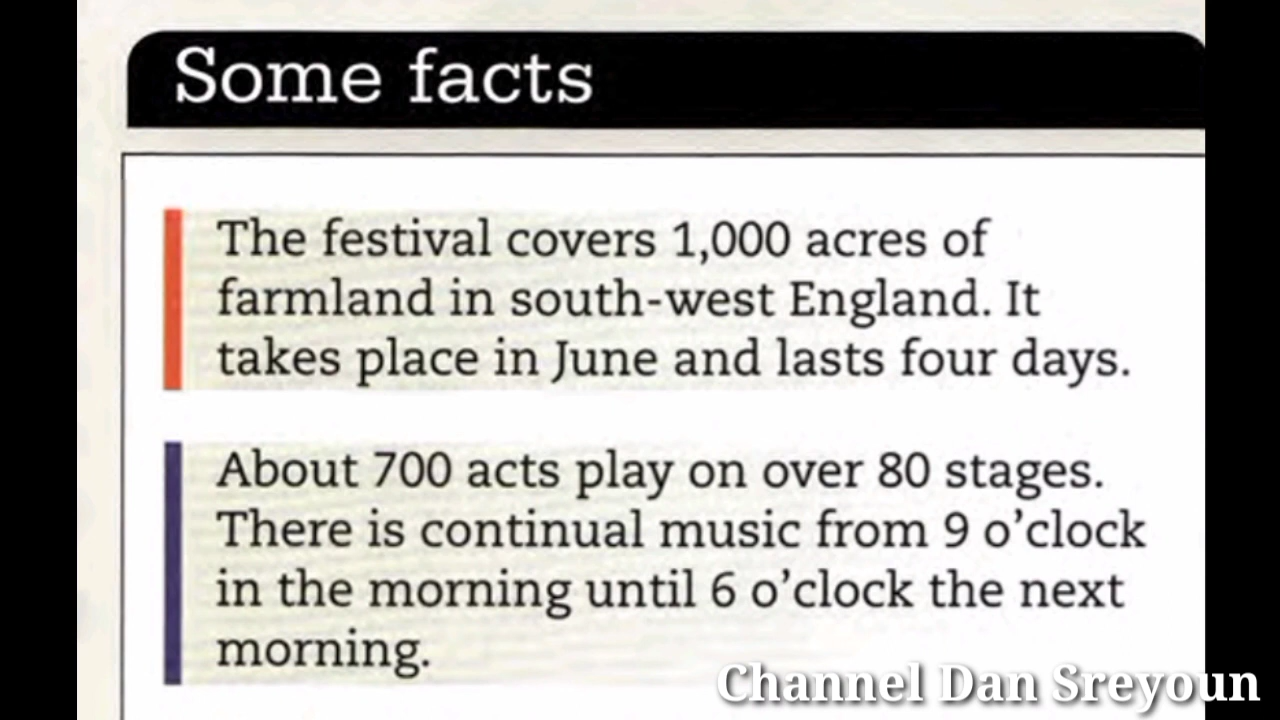 Some facts
The festival covers 1,000 acres of
farmland in south-west England. It
takes place in June and lasts four days.
About 700 acts play on over 80 stages.
There is continual music from 9 o'clock
in the morning until 6 o'clock the next
morning.
Channel Dan Sreyoun